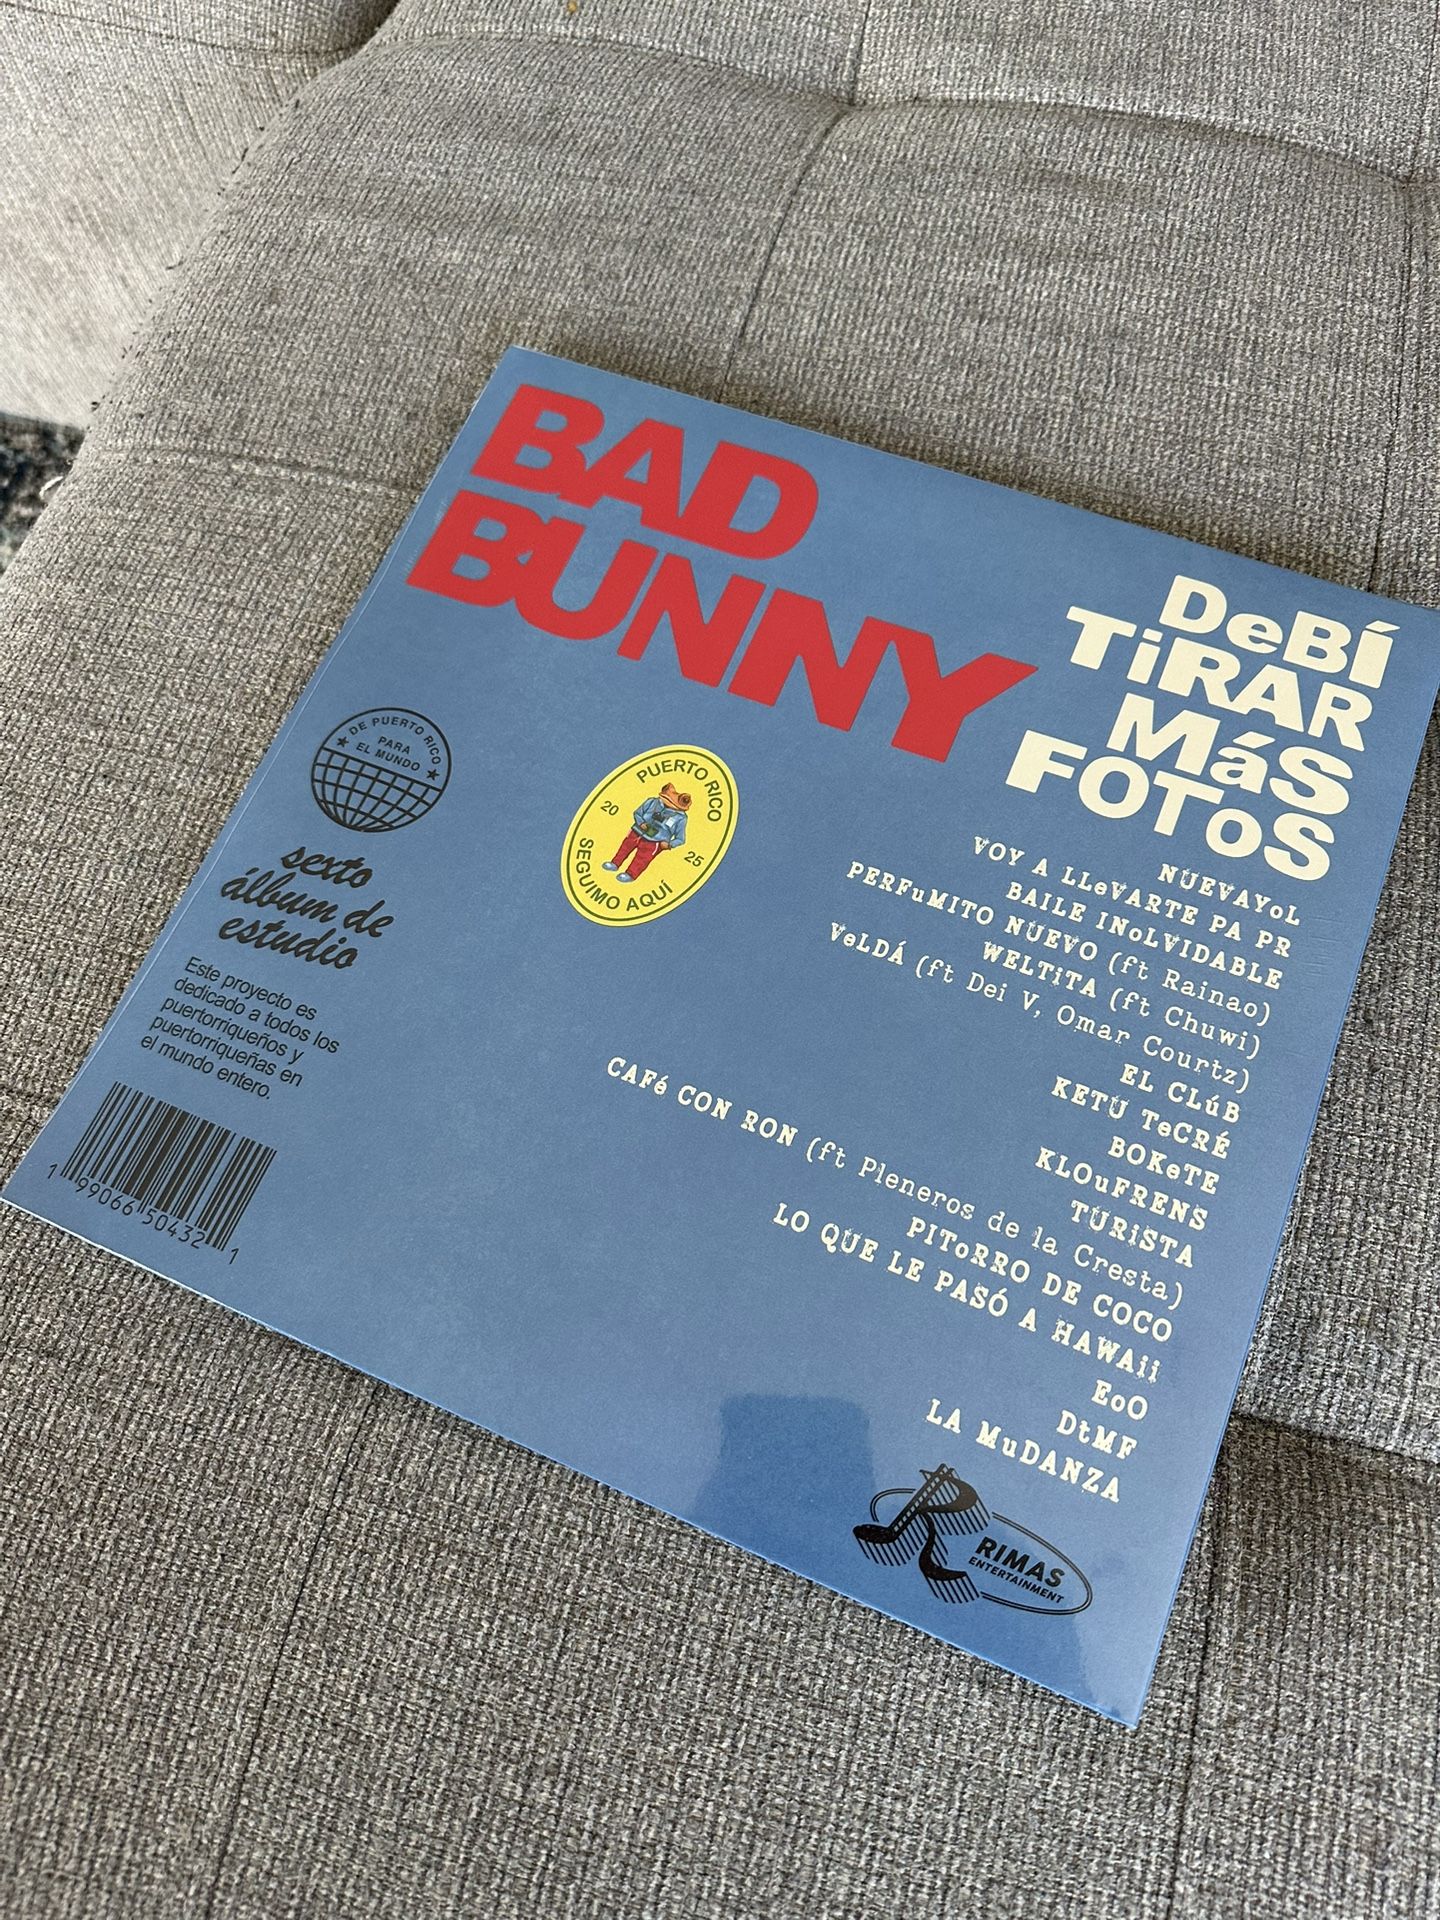 BAD
BUNNY
DeBÍ
TiRAR
MáS
FOToS
DE PUERTO RICO
PARA
EL MUNDO
PUERTO RICO
20 25
SEGUIMO AQUÍ
sexto
álbum de
estudio
Este proyecto es
dedicado a todos los
puertorriqueños y
puertorriqueñas en
el mundo entero.
1 99066 50432 1
NUEVAYoL
VOY A LLeVARTE PA PR
BAILE INoLVIDABLE
PERFuMITO NUEVO (ft Rainao)
WELTiTA (ft Chuwi)
VeLDÁ (ft Dei V, Omar Courtz)
EL CLúB
KETU TeCRÉ
BOKeTE
KLOuFRENS
TURiSTA
CAFé CON RON (ft Pleneros de la Cresta)
PIToRRO DE COCO
LO QUE LE PASÓ A HAWAii
EoO
DtMF
LA MuDANZA
R
RIMAS
ENTERTAINMENT